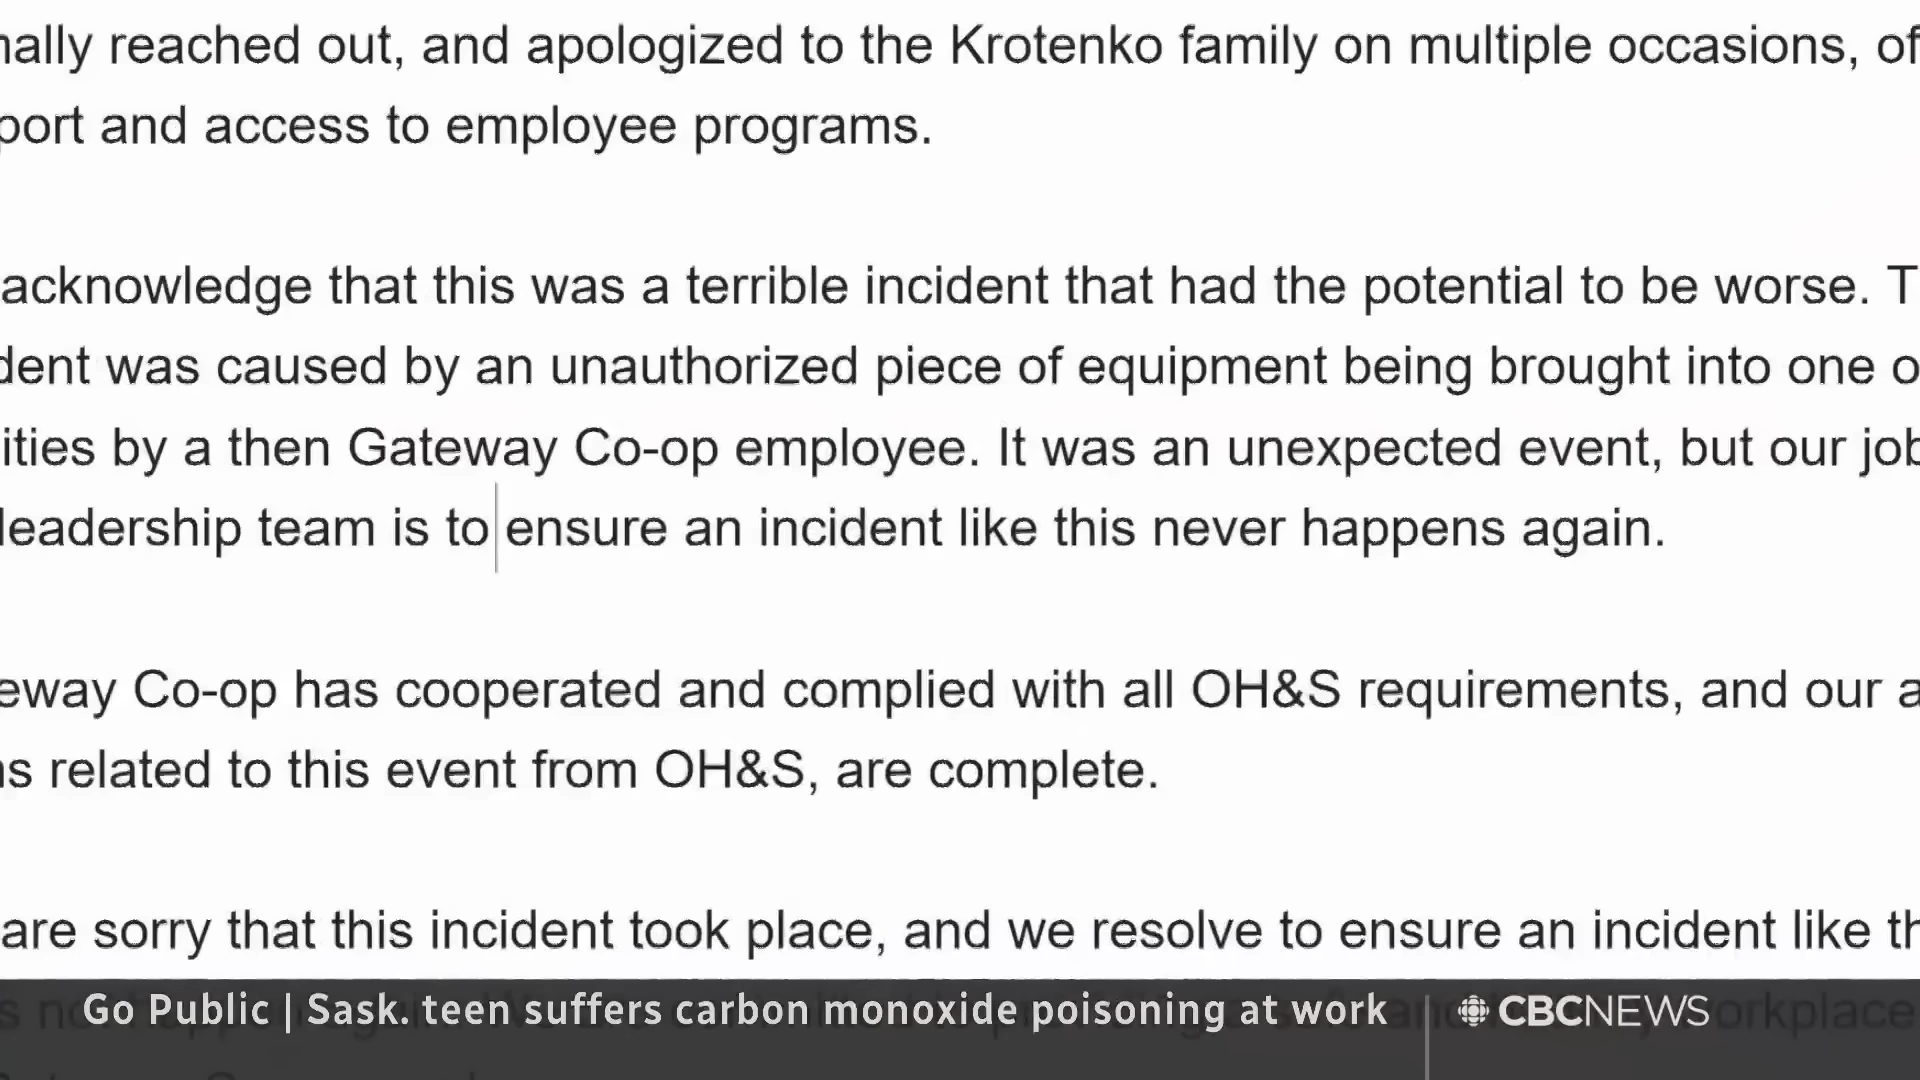 nally reached out, and apologized to the Krotenko family on multiple occasions, of
port and access to employee programs.
acknowledge that this was a terrible incident that had the potential to be worse. T
dent was caused by an unauthorized piece of equipment being brought into one o
ities by a then Gateway Co-op employee. It was an unexpected event, but our job
leadership team is to ensure an incident like this never happens again.
eway Co-op has cooperated and complied with all OH&S requirements, and our a
ns related to this event from OH&S, are complete.
are sorry that this incident took place, and we resolve to ensure an incident like th
Go Public | Sask. teen suffers carbon monoxide poisoning at work
CBCNEWS